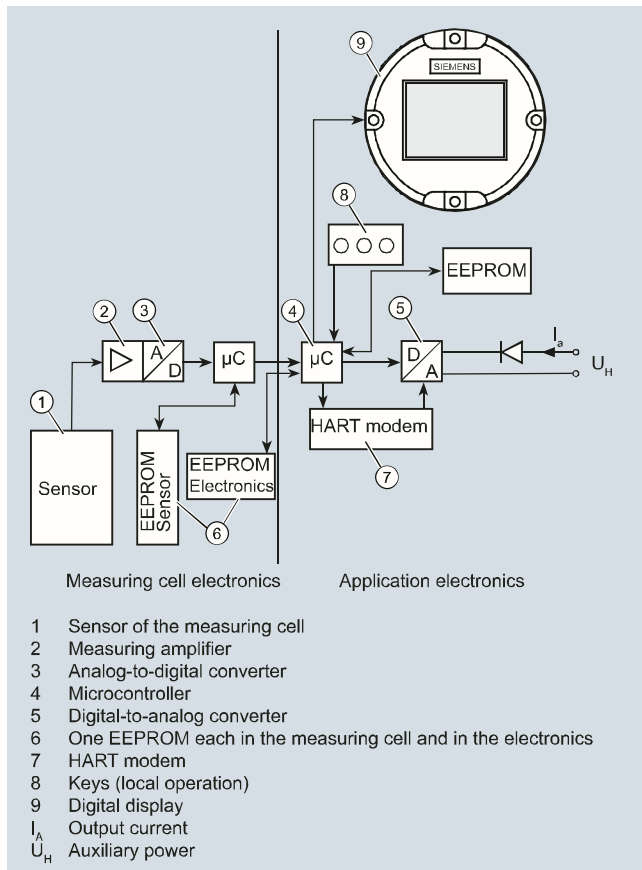 9
SIEMENS
8
EEPROM
2
3
4
5
A
D
µC
µC
D
A
I
a
U
H
1
Sensor
EEPROM
Sensor
EEPROM
Electronics
6
HART modem
7
Measuring cell electronics
Application electronics
1 Sensor of the measuring cell
2 Measuring amplifier
3 Analog-to-digital converter
4 Microcontroller
5 Digital-to-analog converter
6 One EEPROM each in the measuring cell and in the electronics
7 HART modem
8 Keys (local operation)
9 Digital display
I_A Output current
U_H Auxiliary power